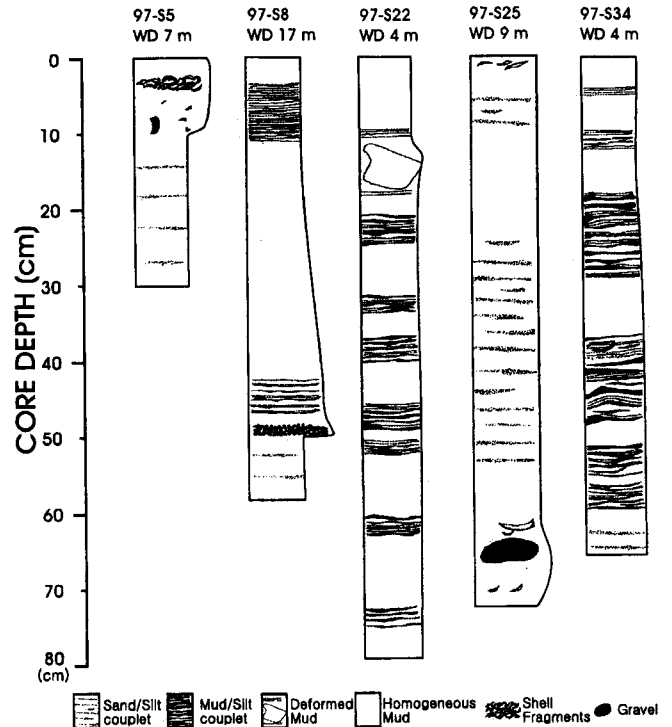 97-S5 97-S8 97-S22 97-S25 97-S34
WD 7 m WD 17 m WD 4 m WD 9 m WD 4 m
0
10
20
30
40
50
60
70
80
(cm)
CORE DEPTH (cm)
Sand/Silt couplet
Mud/Silt couplet
Deformed Mud
Homogeneous Mud
Shell Fragments
Gravel